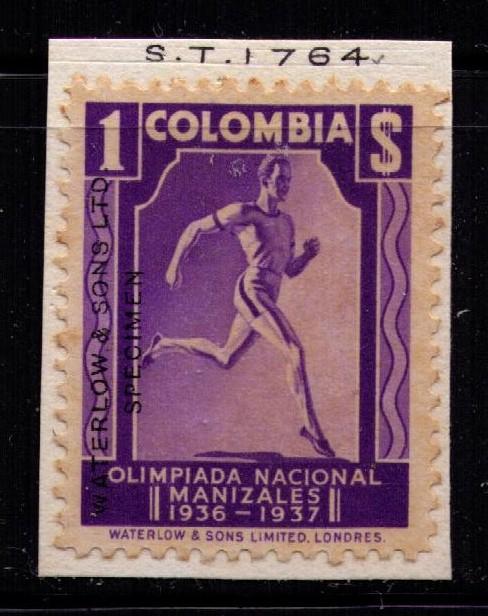 S.T.1764
1 COLOMBIA $
WATERLOW & SONS LTD.
SPECIMEN
OLIMPIADA NACIONAL
MANIZALES
1936-1937
WATERLOW & SONS LIMITED, LONDRES.